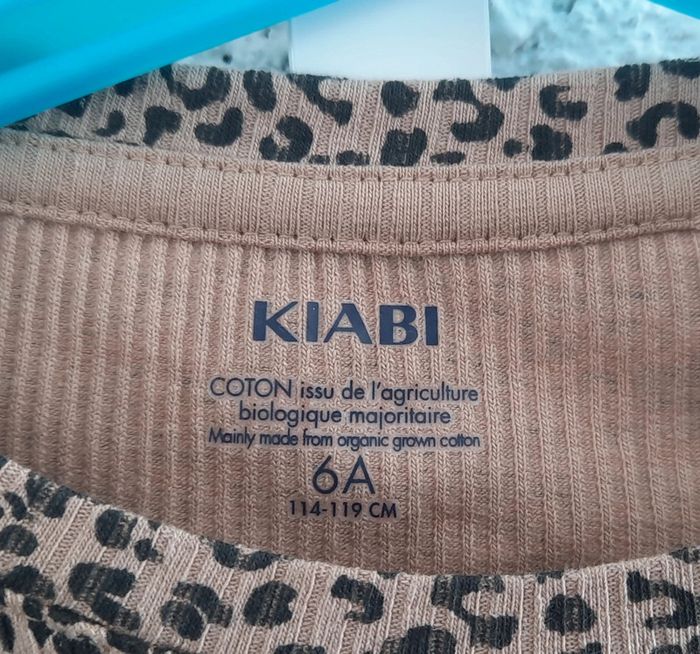 KIABI
COTON issu de l'agriculture
biologique majoritaire
Mainly made from organic grown cotton
6A
114-119 CM